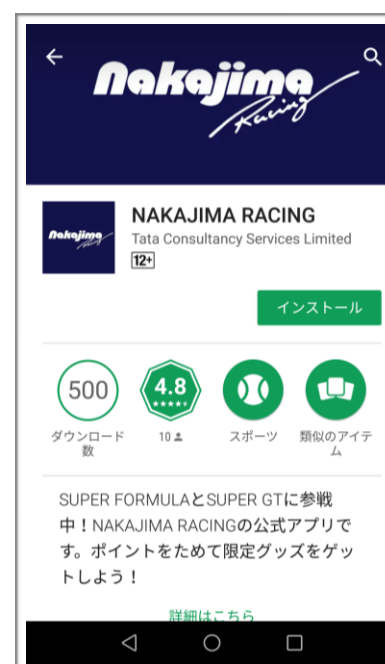 Nakajima
Racing
Nakajima
Racing
NAKAJIMA RACING
Tata Consultancy Services Limited
12+
インストール
500
ダウンロード
数
4.8
10
スポーツ
類似のアイテ
ム
SUPER FORMULAとSUPER GTに参戦
中！NAKAJIMA RACINGの公式アプリで
す。ポイントをためて限定グッズをゲッ
トしよう！
詳細はこちら